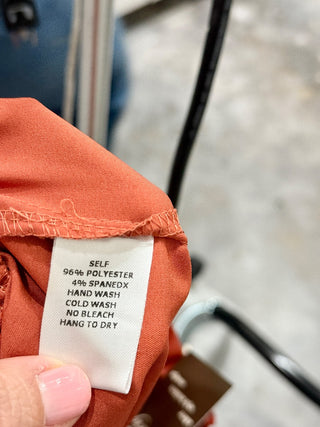 SELF
96% POLYESTER
4% SPANEDX
HAND WASH
COLD WASH
NO BLEACH
HANG TO DRY